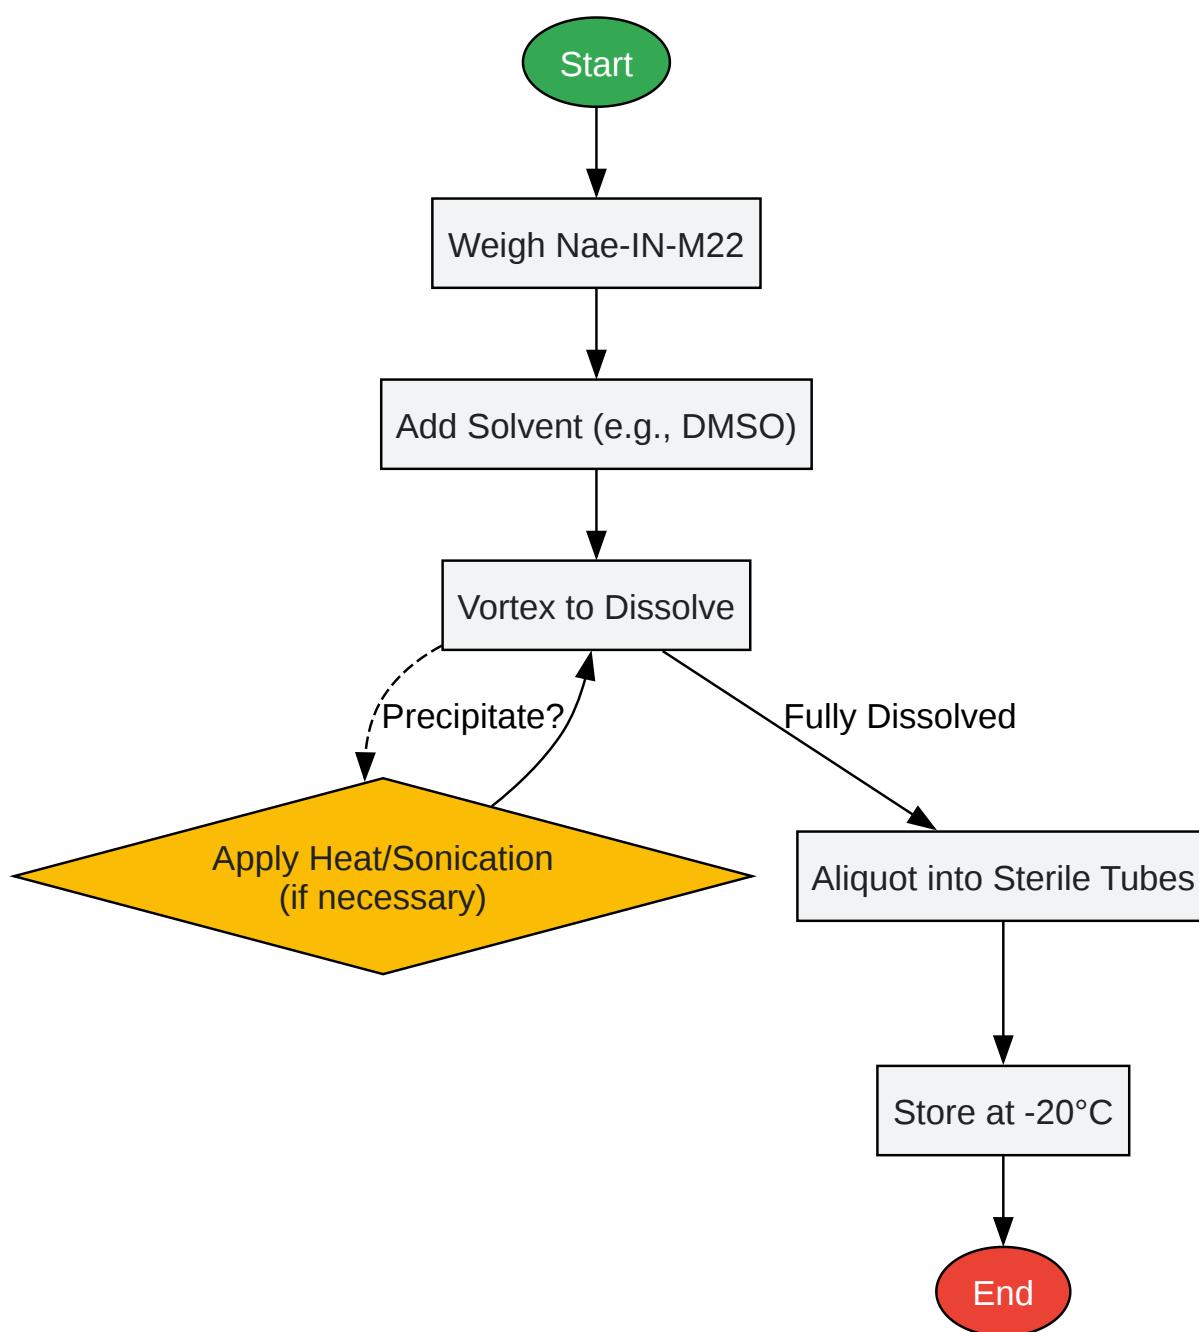 Start
Weigh Nae-IN-M22
Add Solvent (e.g., DMSO)
Vortex to Dissolve
Precipitate?
Fully Dissolved
Apply Heat/Sonication
(if necessary)
Aliquot into Sterile Tubes
Store at -20°C
End